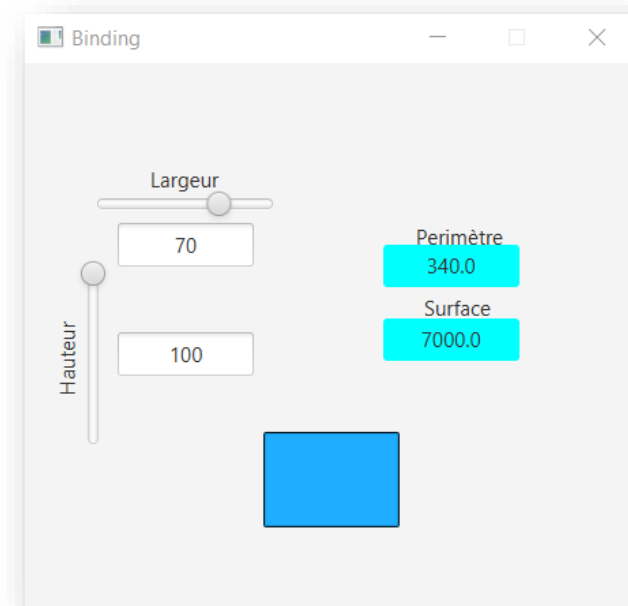 Binding
Largeur
70
Perimètre
340.0
Surface
7000.0
Hauteur
100